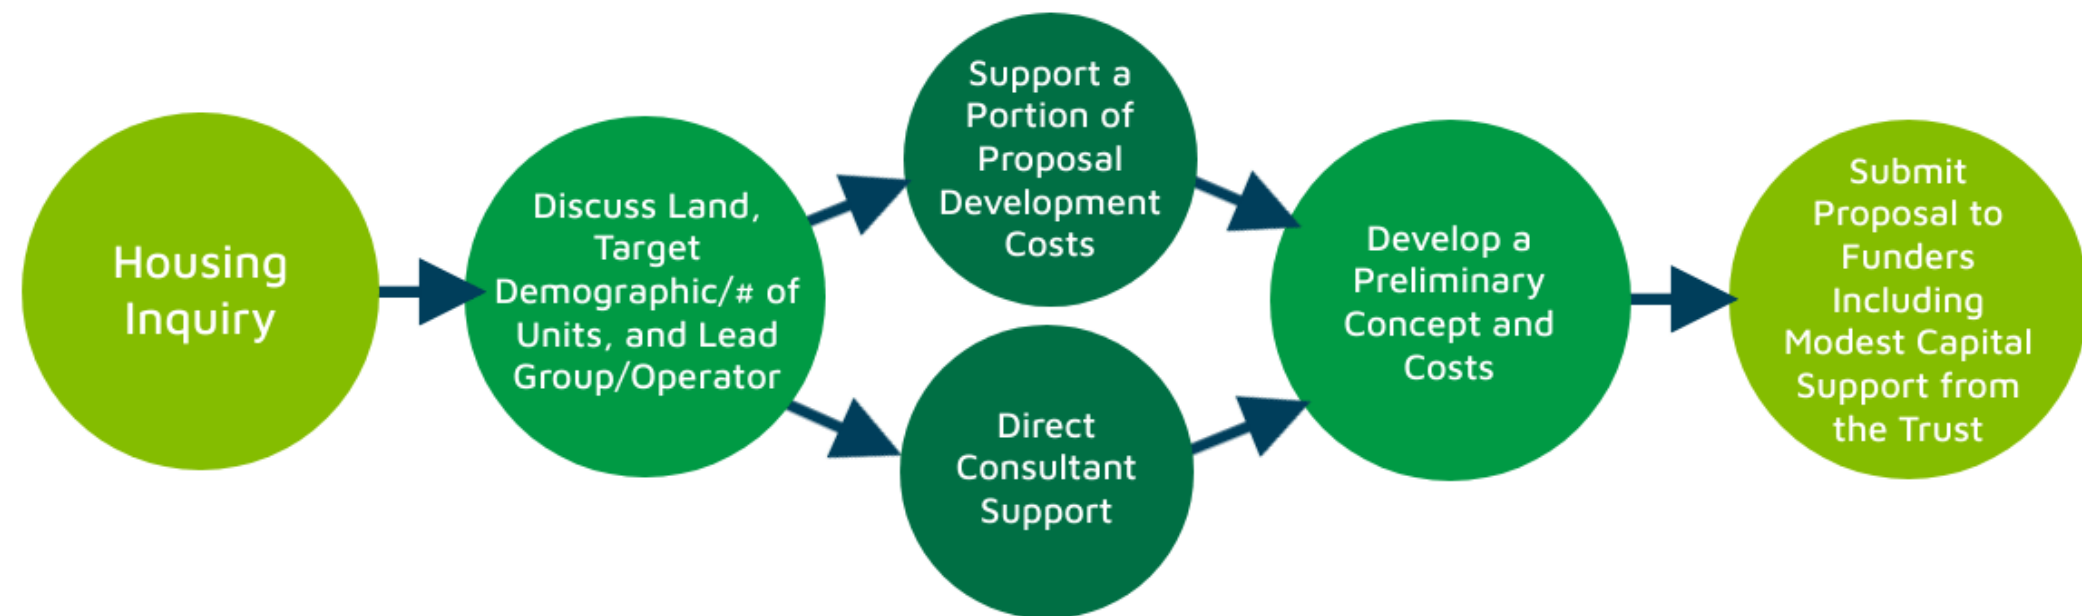 Housing
Inquiry
Discuss Land,
Target
Demographic/# of
Units, and Lead
Group/Operator
Support a
Portion of
Proposal
Development
Costs
Direct
Consultant
Support
Develop a
Preliminary
Concept and
Costs
Submit
Proposal to
Funders
Including
Modest Capital
Support from
the Trust